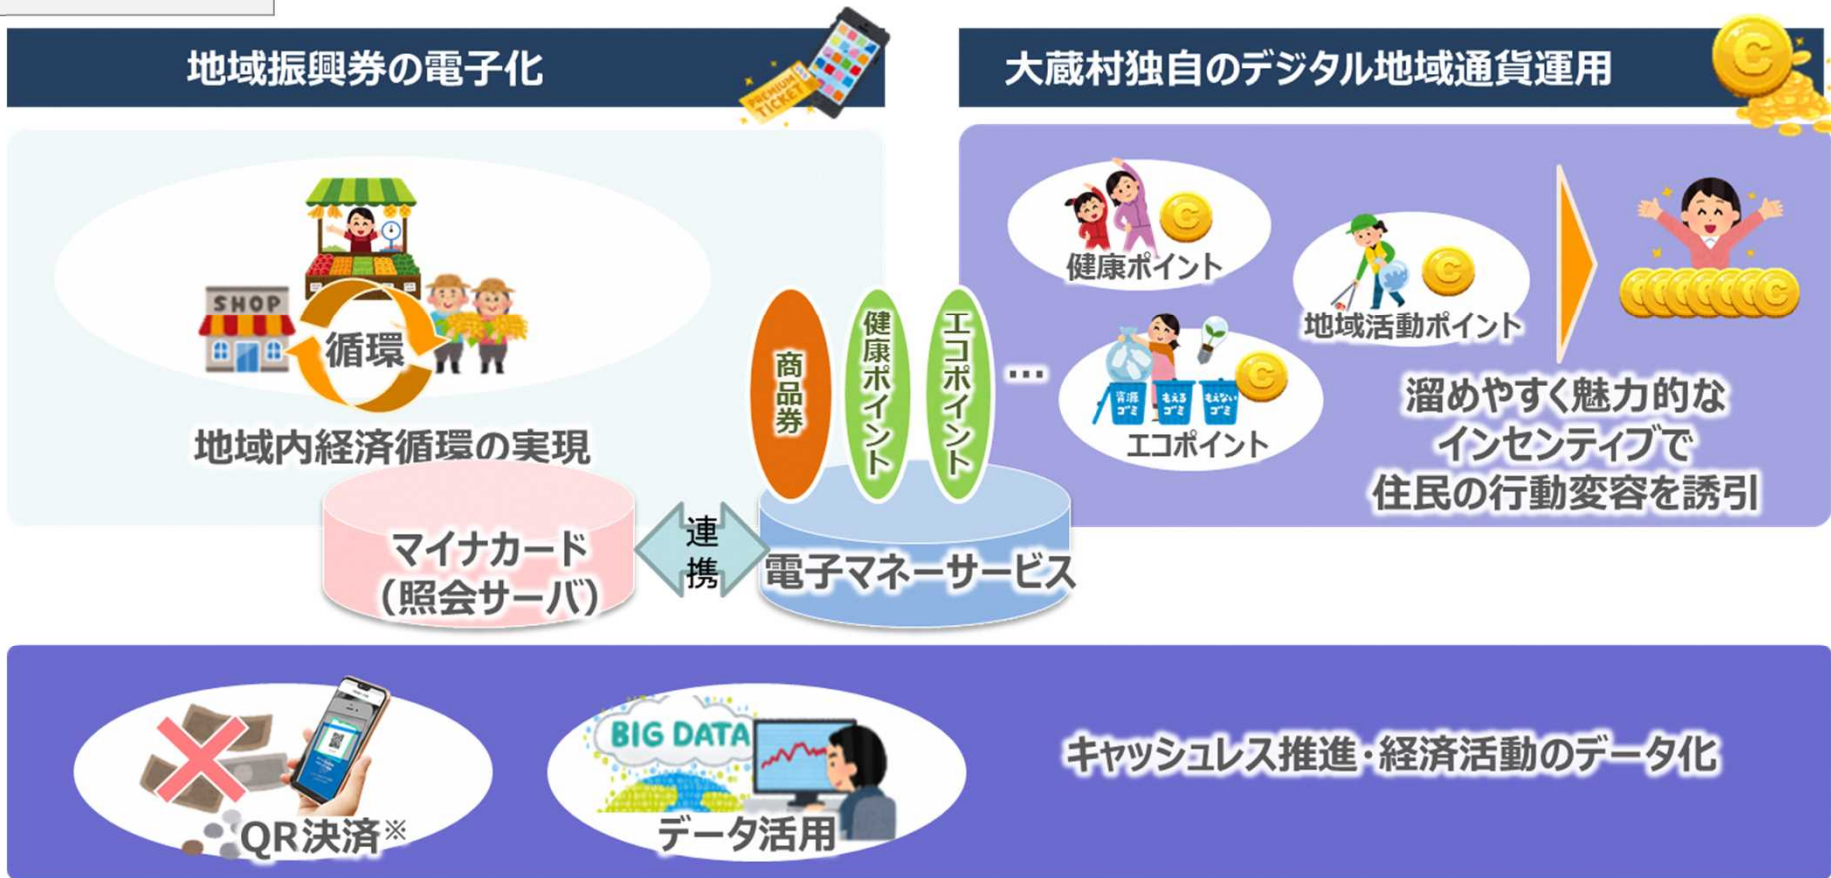 地域振興券の電子化
PREMIUM
TICKET
SHOP
循環
地域内経済循環の実現
大蔵村独自のデジタル地域通貨運用
健康ポイント
地域活動ポイント
資源
ゴミ
もえる
ゴミ
もえない
ゴミ
エコポイント
溜めやすく魅力的な
インセンティブで
住民の行動変容を誘引
商品券
健康ポイント
エコポイント
…
マイナカード
（照会サーバ）
連
携
電子マネーサービス
QR決済※
BIG DATA
データ活用
キャッシュレス推進・経済活動のデータ化